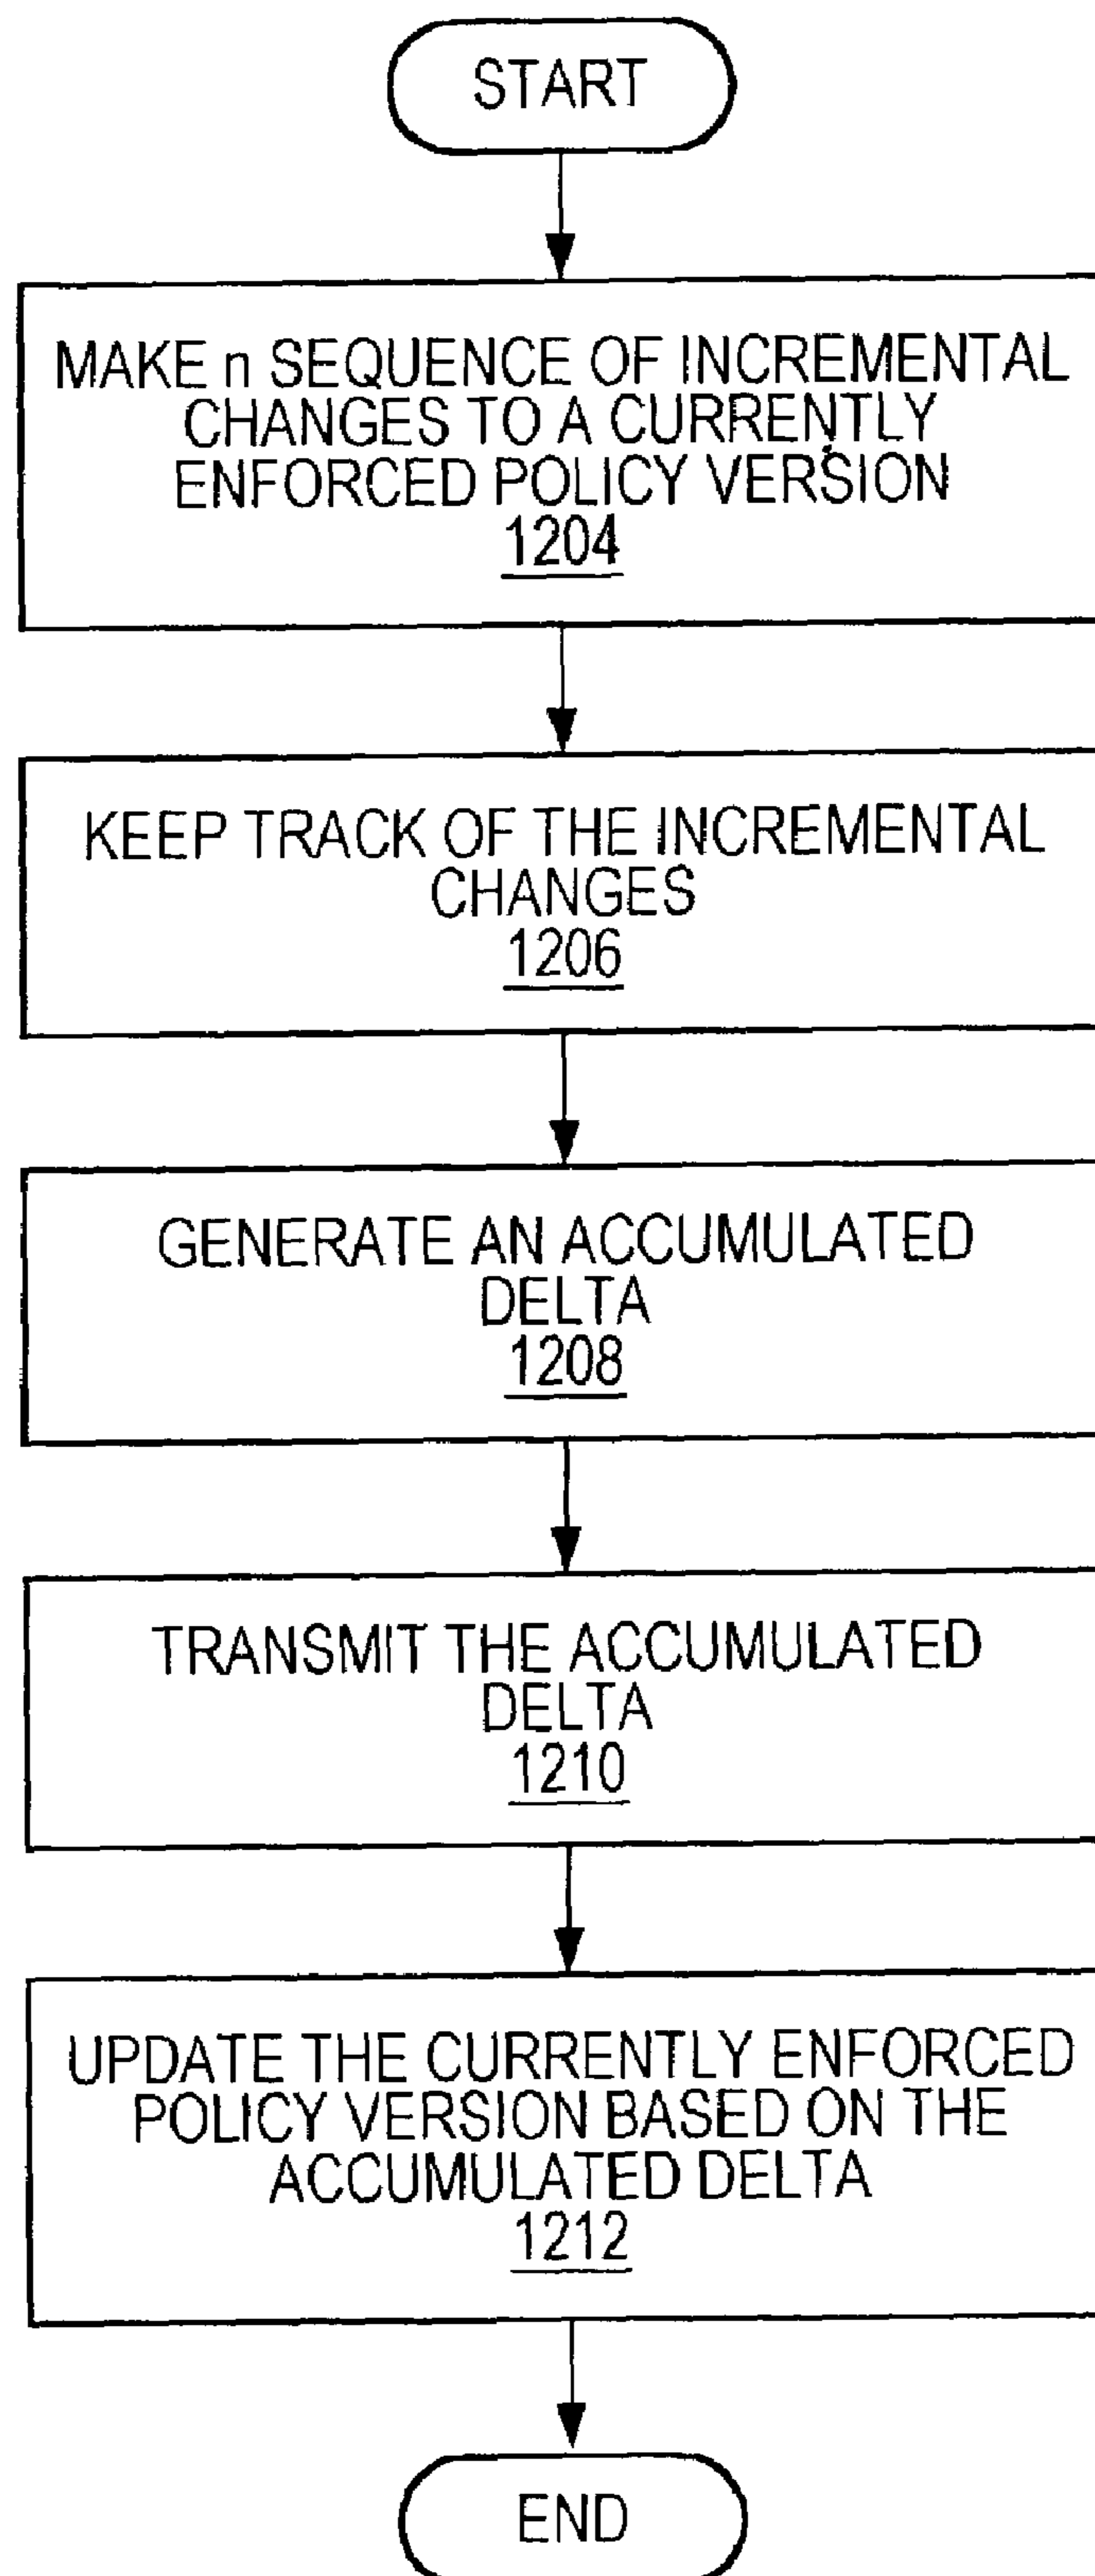 START
MAKE n SEQUENCE OF INCREMENTAL
CHANGES TO A CURRENTLY
ENFORCED POLICY VERSION
1204
KEEP TRACK OF THE INCREMENTAL
CHANGES
1206
GENERATE AN ACCUMULATED
DELTA
1208
TRANSMIT THE ACCUMULATED
DELTA
1210
UPDATE THE CURRENTLY ENFORCED
POLICY VERSION BASED ON THE
ACCUMULATED DELTA
1212
END